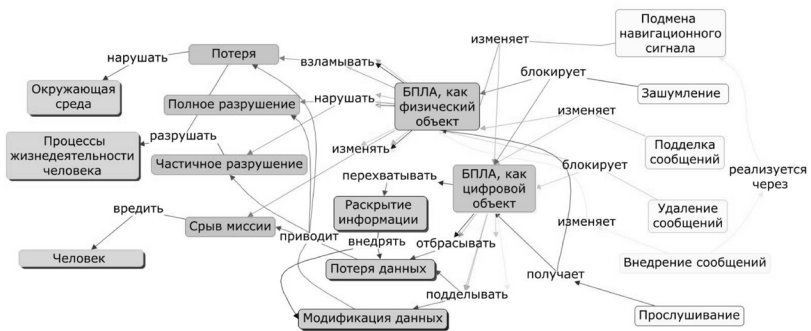 Подмена
навигационного
сигнала
изменяет
нарушать
Потеря
взламывать
блокирует
Окружающая
среда
БПЛА, как
физический
объект
Зашумление
Полное разрушение
нарушать
изменяет
разрушать
Процессы
жизнедеятельности
человека
изменять
Подделка
сообщений
Частичное разрушение
перехватывать
БПЛА, как
цифровой
объект
блокирует
реализуется
через
вредить
Раскрытие
информации
Удаление
сообщений
Срыв миссии
приводит
внедрять
отбрасывать
изменяет
Человек
Потеря данных
получает
Внедрение сообщений
подделывать
Модификация данных
Прослушивание